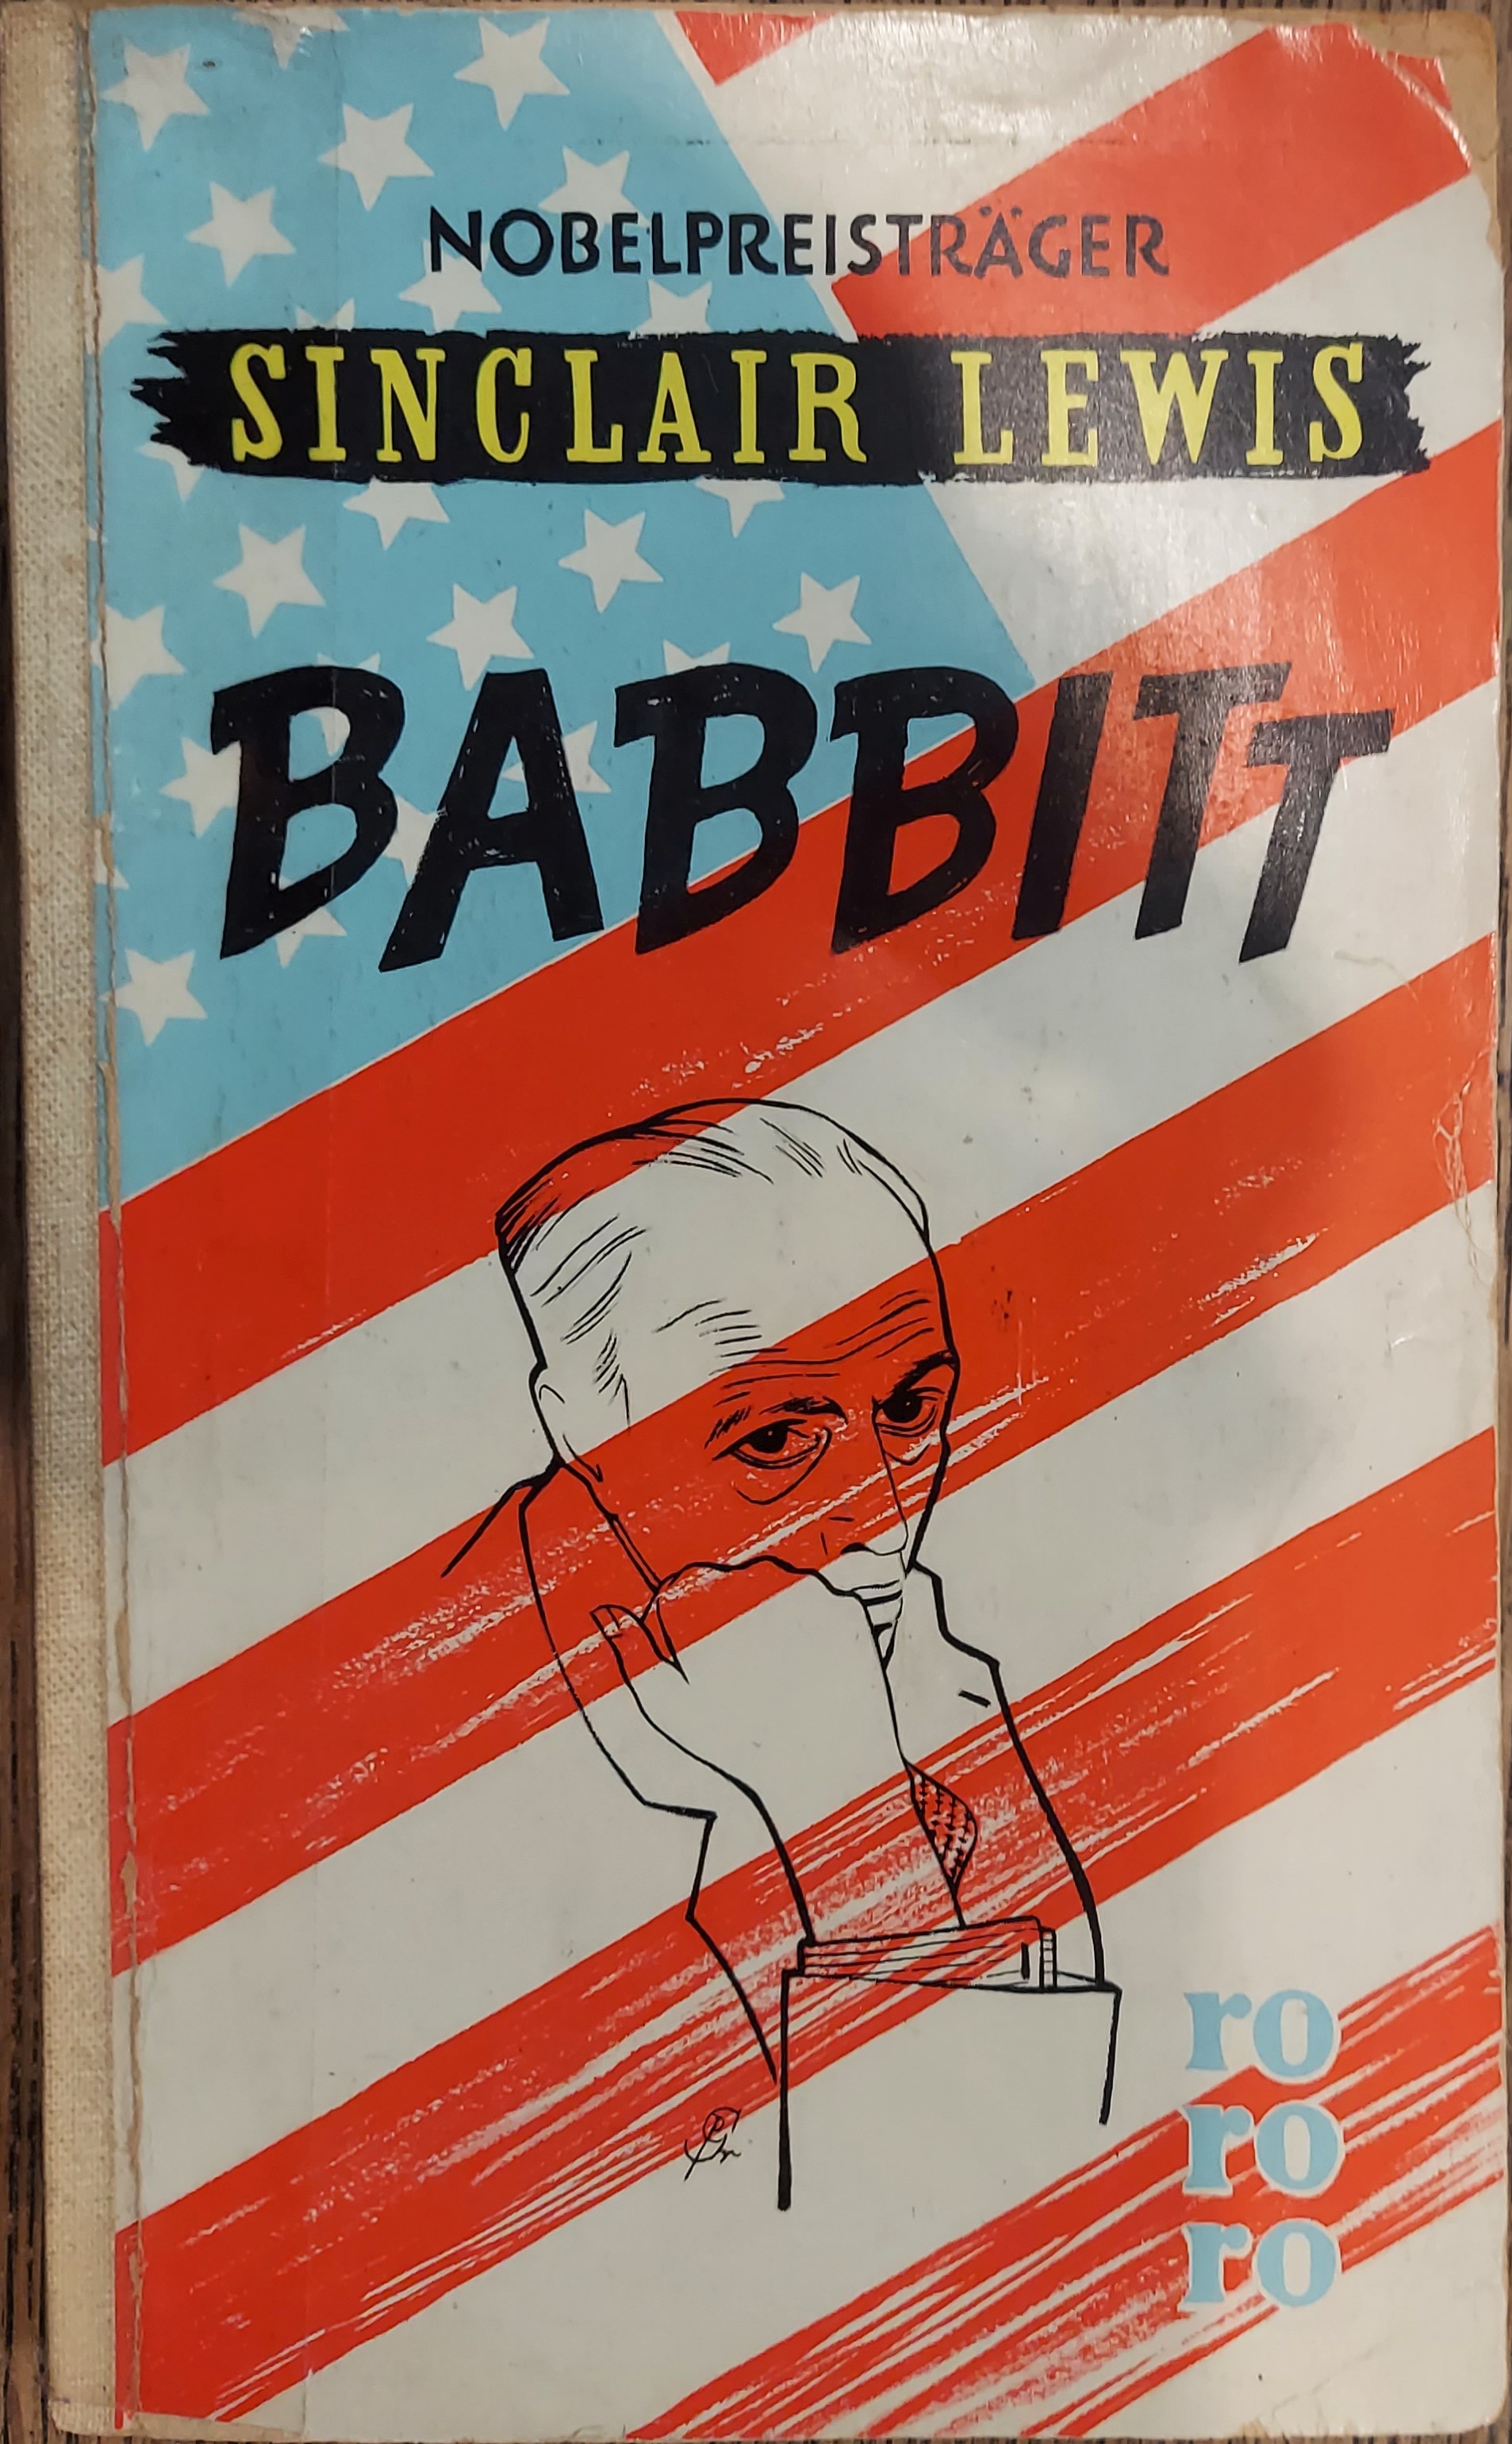 NOBELPREISTRÄGER
SINCLAIR LEWIS
BABBITT
ro
ro
ro